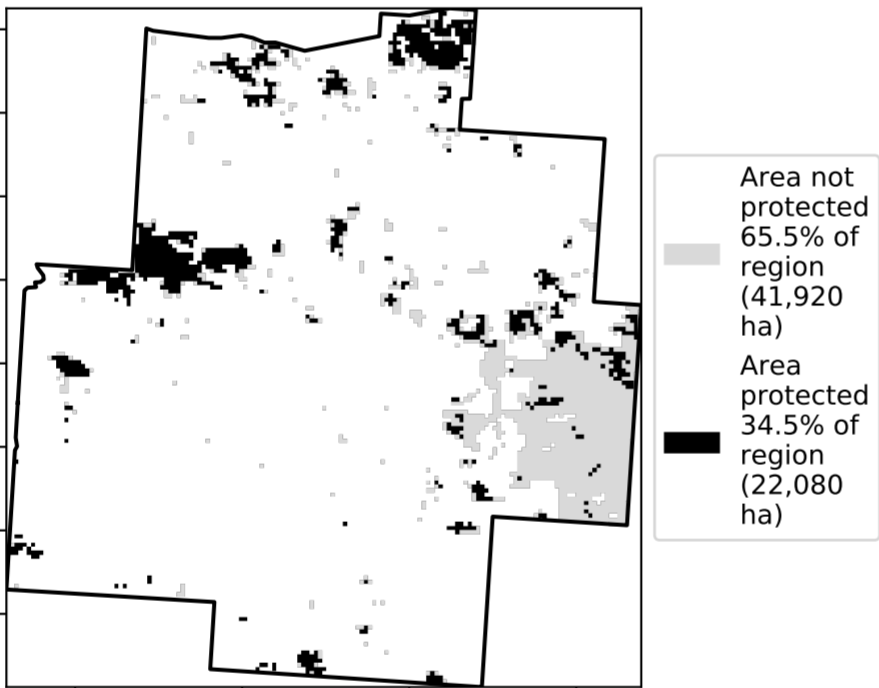 Area not
protected
65.5% of
region
(41,920
ha)
Area
protected
34.5% of
region
(22,080
ha)